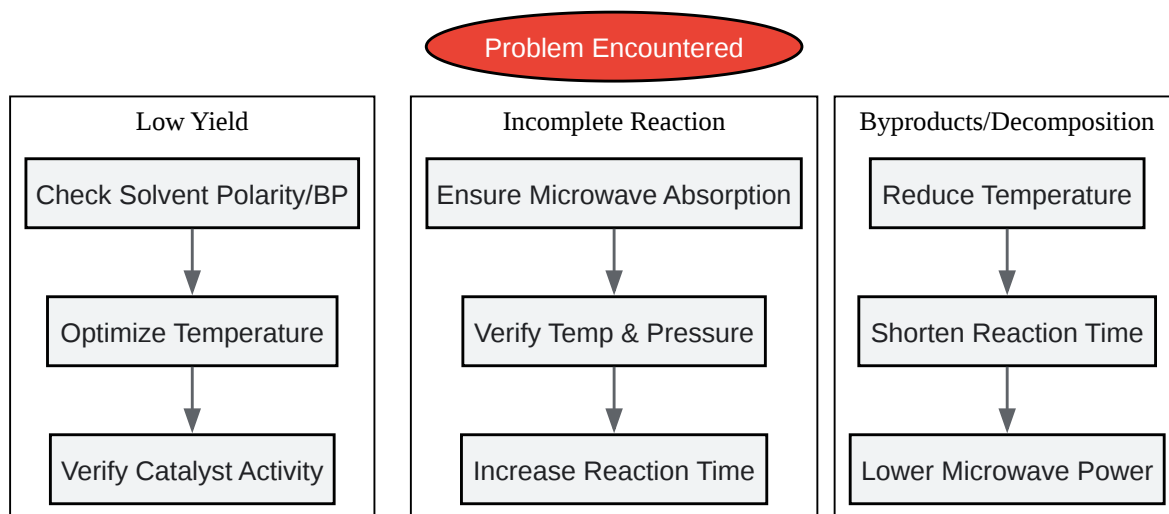 Problem Encountered
Low Yield
Check Solvent Polarity/BP
Optimize Temperature
Verify Catalyst Activity
Incomplete Reaction
Ensure Microwave Absorption
Verify Temp & Pressure
Increase Reaction Time
Byproducts/Decomposition
Reduce Temperature
Shorten Reaction Time
Lower Microwave Power